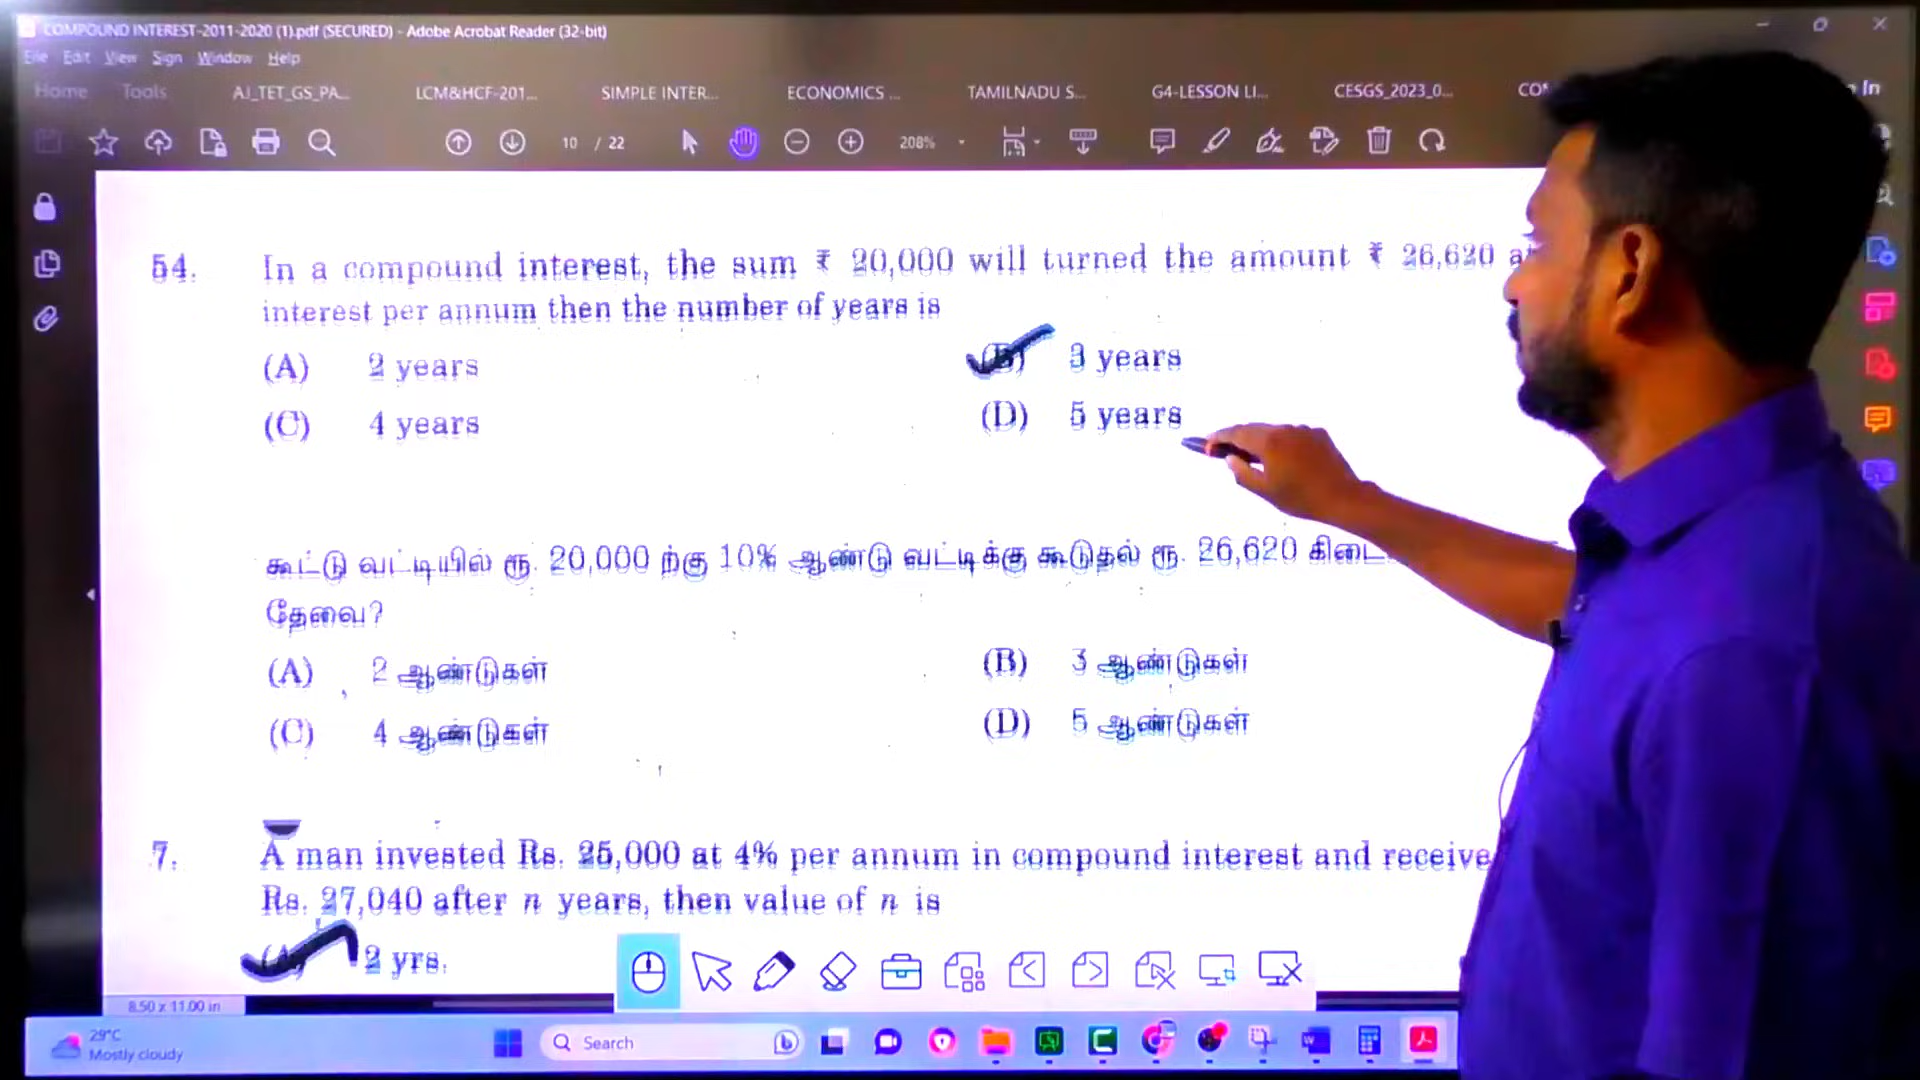 COMPOUND INTEREST-2011-2020 (1).pdf (SECURED) - Adobe Acrobat Reader (32-bit)
File Edit View Sign Window Help
Home Tools AJ_TET_GS_PA... LCM&HCF-201... SIMPLE INTER... ECONOMICS ... TAMILNADU S... G4-LESSON LI... CESGS_2023_0... In
10 / 22 208%
54. In a compound interest, the sum ₹ 20,000 will turned the amount ₹ 26,620 at
interest per annum then the number of years is
(A) 2 years (B) 3 years
(C) 4 years (D) 5 years
கூட்டு வட்டியில் ரூ. 20,000 ற்கு 10% ஆண்டு வட்டிக்கு கூடுதல் ரூ. 26,620
தேவை?
(A) 2 ஆண்டுகள் (B) 3 ஆண்டுகள்
(C) 4 ஆண்டுகள் (D) 5 ஆண்டுகள்
7. A man invested Rs. 25,000 at 4% per annum in compound interest and receive
Rs. 27,040 after n years, then value of n is
(A) 2 yrs.
8.50 x 11.00 in
29°C
Mostly cloudy
Search